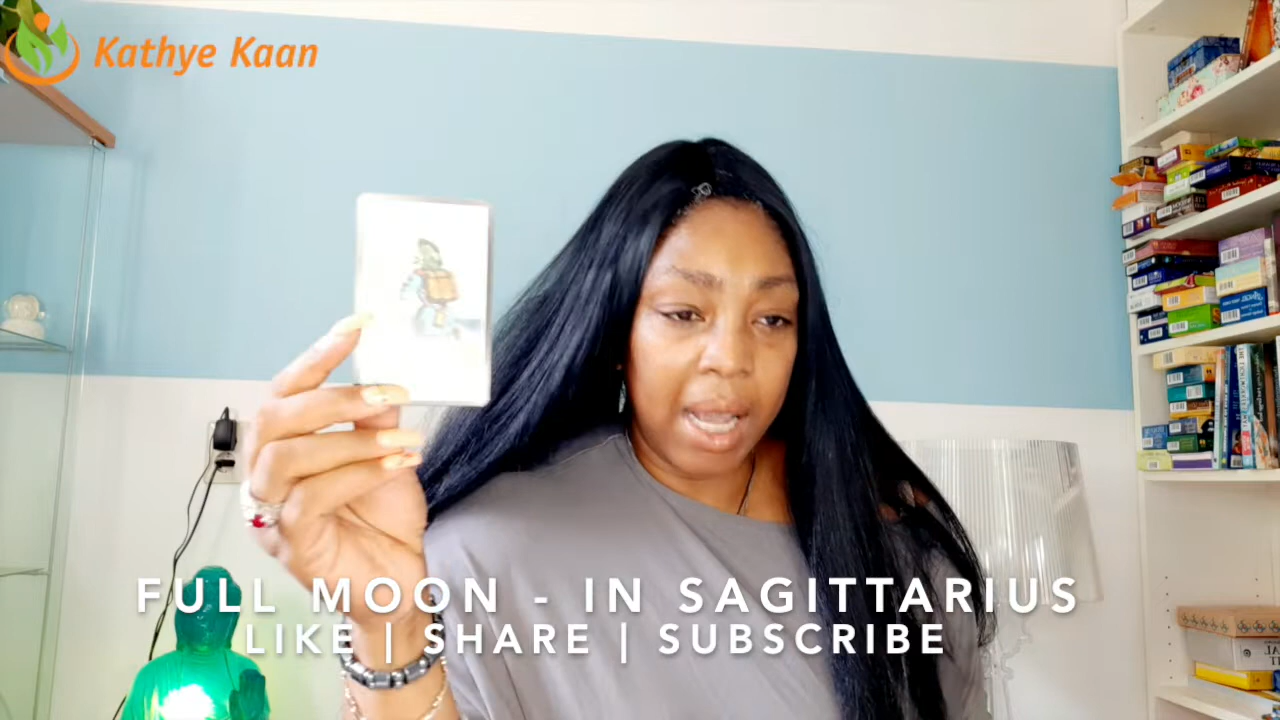 Kathye Kaan
FULL MOON - IN SAGITTARIUS
LIKE | SHARE | SUBSCRIBE